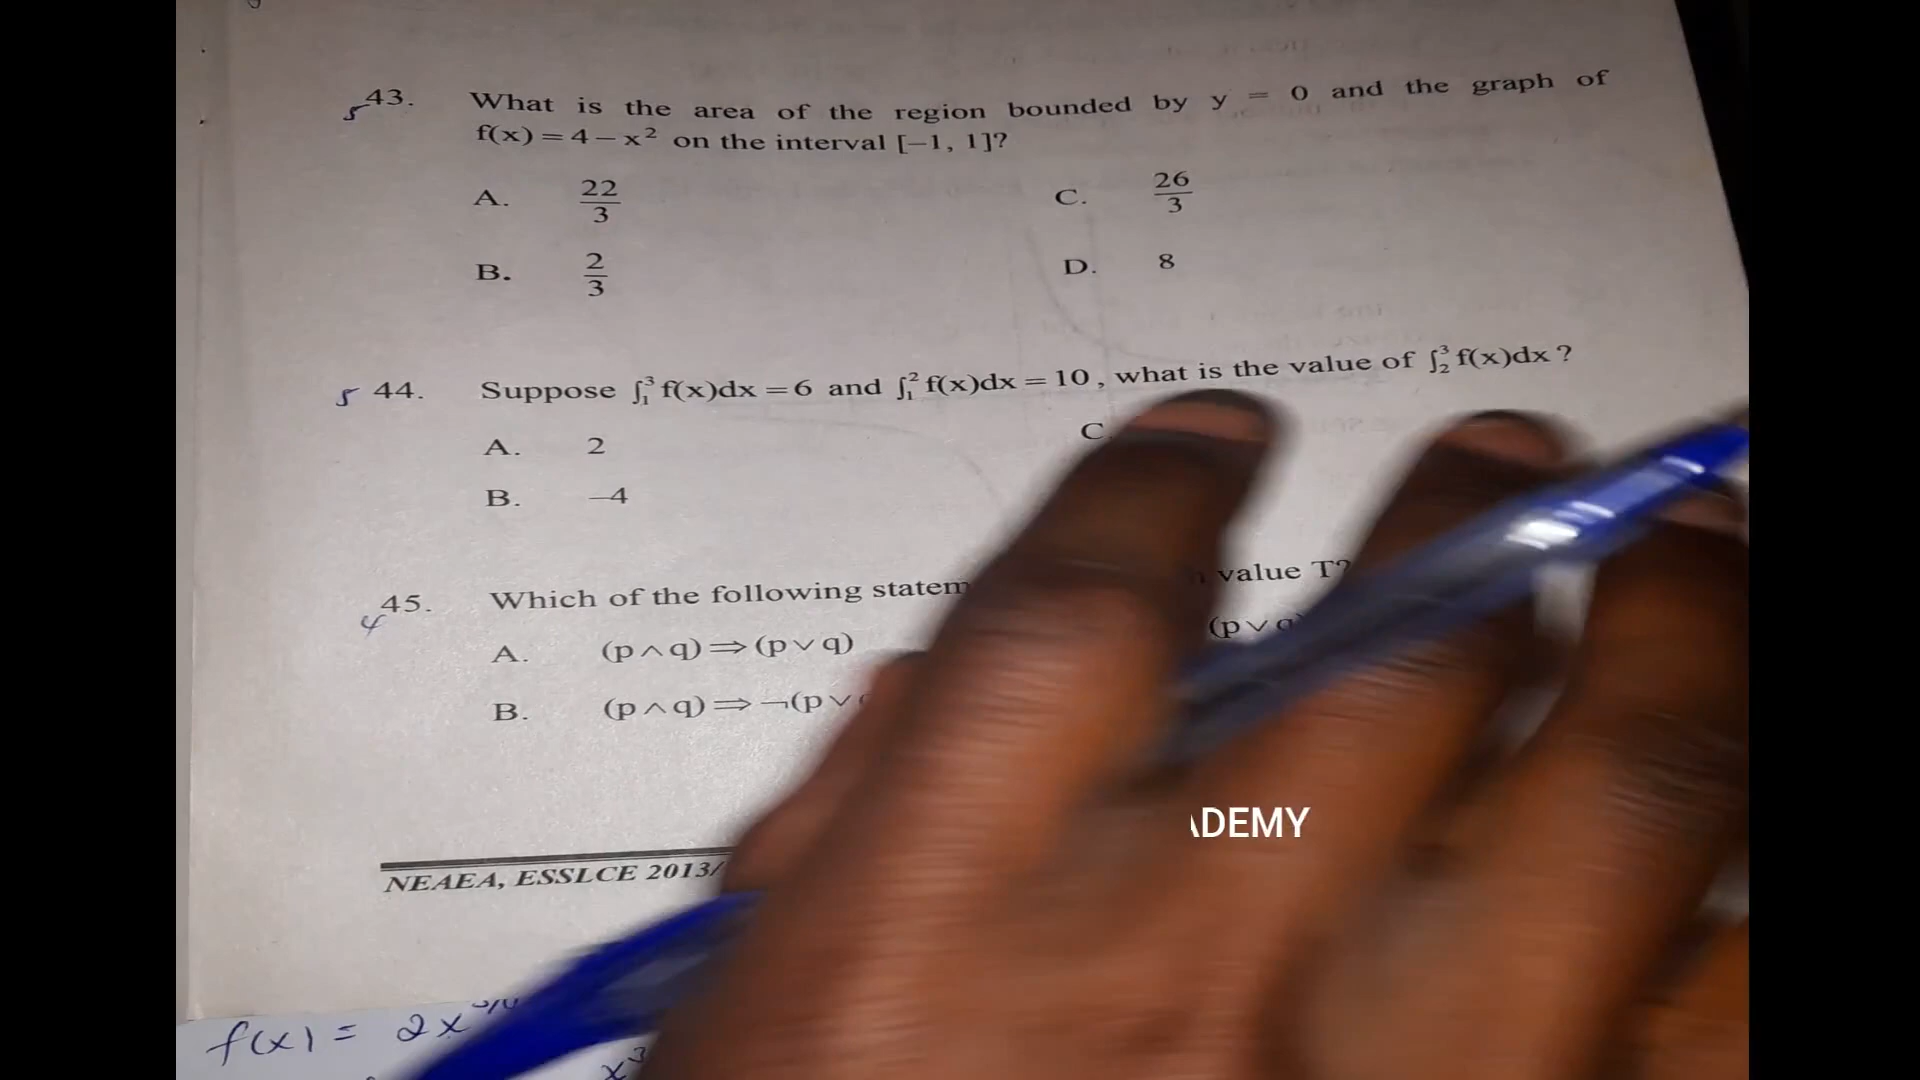 43. What is the area of the region bounded by y = 0 and the graph of
f(x) = 4 – x² on the interval [–1, 1]?
A. 22/3 C. 26/3
B. 2/3 D. 8
44. Suppose ∫₁³ f(x)dx = 6 and ∫₁² f(x)dx = 10, what is the value of ∫₂³ f(x)dx ?
A. 2 C.
B. –4
45. Which of the following value T?
A. (p∧q)⇒(p∨q) (p∨q)
B. (p∧q)⇒¬(p∨
ADEMY
NEAEA, ESSLCE 2013/
f(x) = 2x
x³